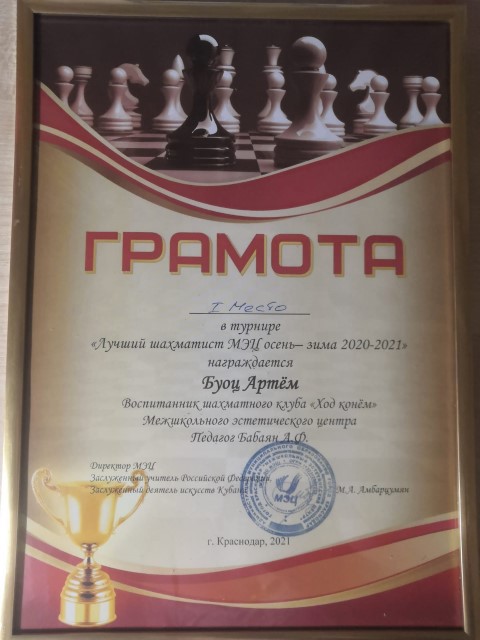 ГРАМОТА
I место
в турнире
«Лучший шахматист МЭЦ осень– зима 2020-2021»
награждается
Буоц Артём
Воспитанник шахматного клуба «Ход конём»
Межшкольного эстетического центра
Педагог Бабаян А.Ф.
Директор МЭЦ
Заслуженный учитель Российской Федерации
Заслуженный деятель искусств Кубани М.А. Амбарцумян
МЭЦ
г. Краснодар, 2021